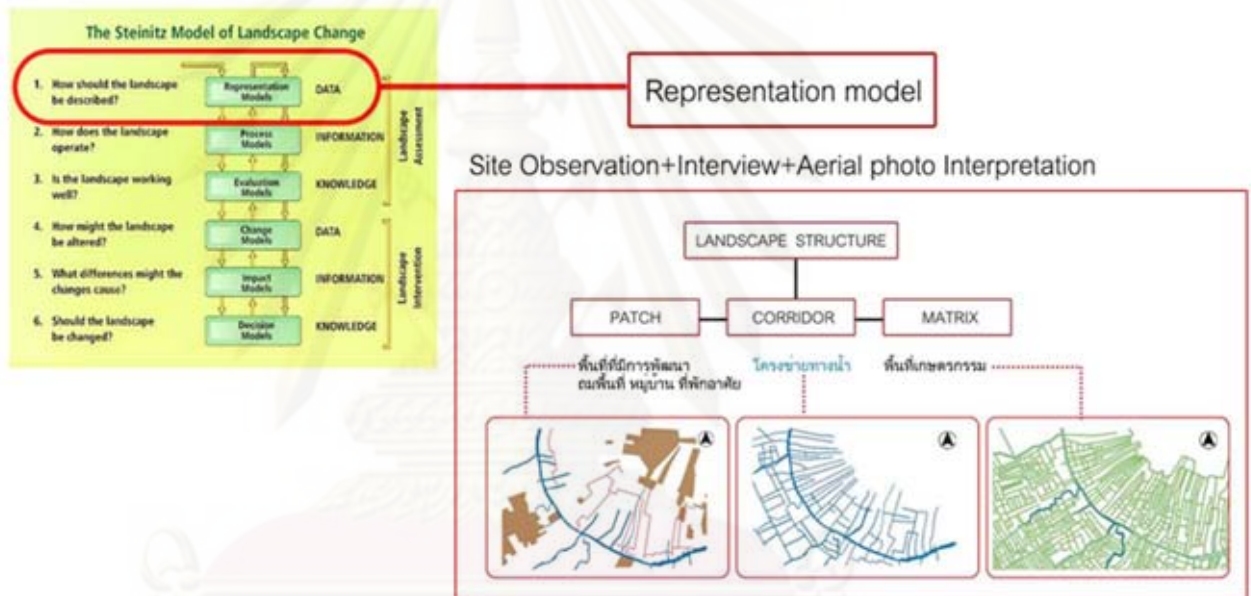 The Steinitz Model of Landscape Change
1. How should the landscape
be described?
Representation
Models
DATA
2. How does the landscape
operate?
Process
Models
INFORMATION
3. Is the landscape working
well?
Evaluation
Models
KNOWLEDGE
Landscape
Assessment
4. How might the landscape
be altered?
Change
Models
DATA
5. What differences might the
changes cause?
Impact
Models
INFORMATION
6. Should the landscape
be changed?
Decision
Models
KNOWLEDGE
Landscape
Intervention
Representation model
Site Observation+Interview+Aerial photo Interpretation
LANDSCAPE STRUCTURE
PATCH
CORRIDOR
MATRIX
พื้นที่ที่มีการพัฒนา
ถมพื้นที่ หมู่บ้าน ที่พักอาศัย
โครงข่ายทางน้ำ
พื้นที่เกษตรกรรม